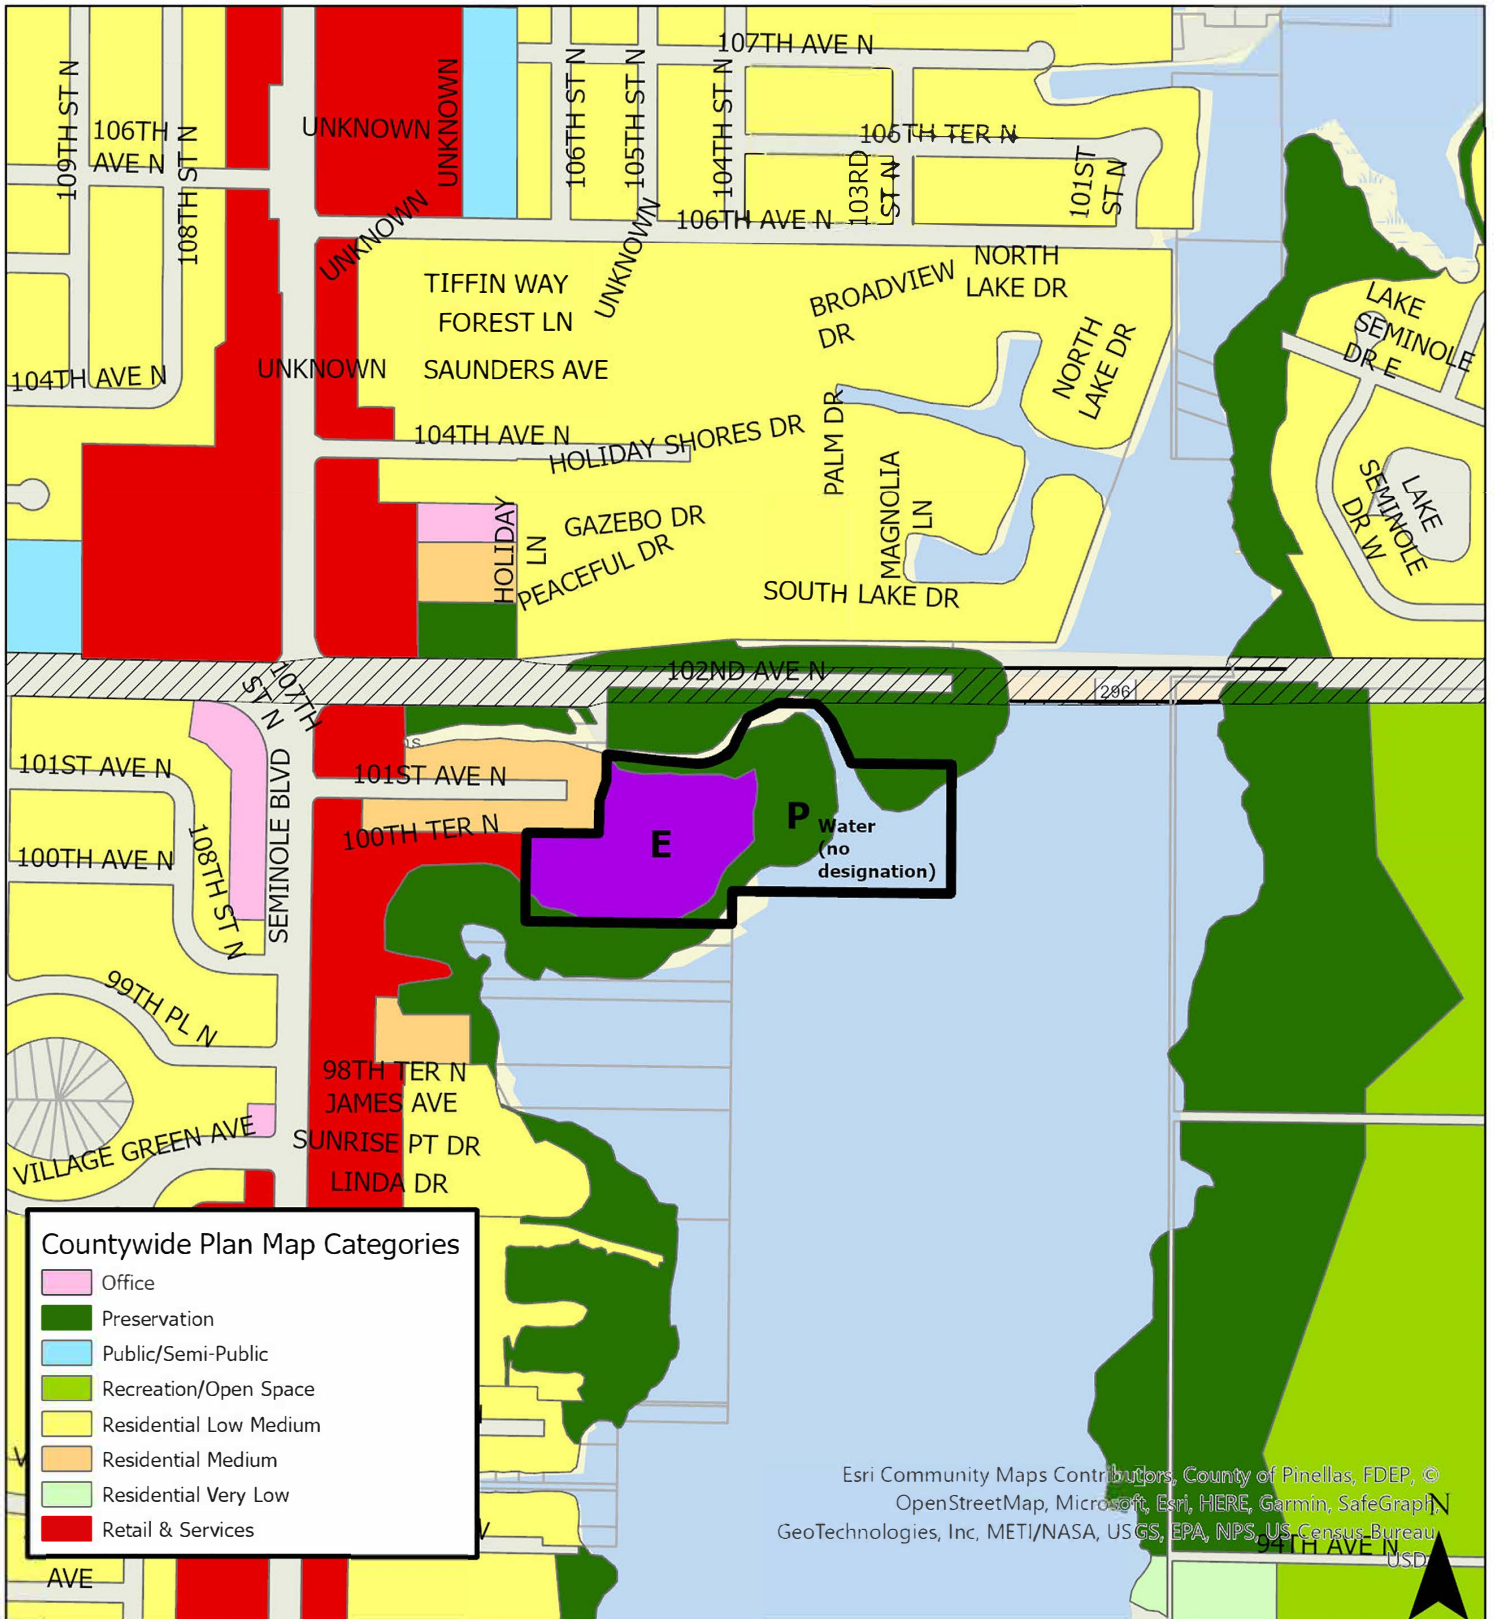 107TH AVE N
109TH ST N
106TH
AVE N
108TH ST N
UNKNOWN
UNKNOWN
106TH ST N
105TH ST N
104TH ST N
106TH TER N
103RD
ST N
101ST
ST N
106TH AVE N
UNKNOWN
UNKNOWN
TIFFIN WAY
FOREST LN
SAUNDERS AVE
BROADVIEW
DR
NORTH
LAKE DR
NORTH
LAKE DR
LAKE
SEMINOLE
DR E
104TH AVE N
UNKNOWN
104TH AVE N
HOLIDAY SHORES DR
PALM DR
MAGNOLIA
LN
HOLIDAY
LN
GAZEBO DR
PEACEFUL DR
SOUTH LAKE DR
LAKE
SEMINOLE
DR W
102ND AVE N
296
107TH
ST N
101ST AVE N
SEMINOLE BLVD
101ST AVE N
100TH TER N
100TH AVE N
108TH ST N
E
P
Water
(no
designation)
99TH PL N
98TH TER N
JAMES AVE
VILLAGE GREEN AVE
SUNRISE PT DR
LINDA DR
Countywide Plan Map Categories
Office
Preservation
Public/Semi-Public
Recreation/Open Space
Residential Low Medium
Residential Medium
Residential Very Low
Retail & Services
AVE
Esri Community Maps Contributors, County of Pinellas, FDEP, ©
OpenStreetMap, Microsoft, Esri, HERE, Garmin, SafeGraph,
GeoTechnologies, Inc, METI/NASA, USGS, EPA, NPS, US Census Bureau,
USD
94TH AVE N
N